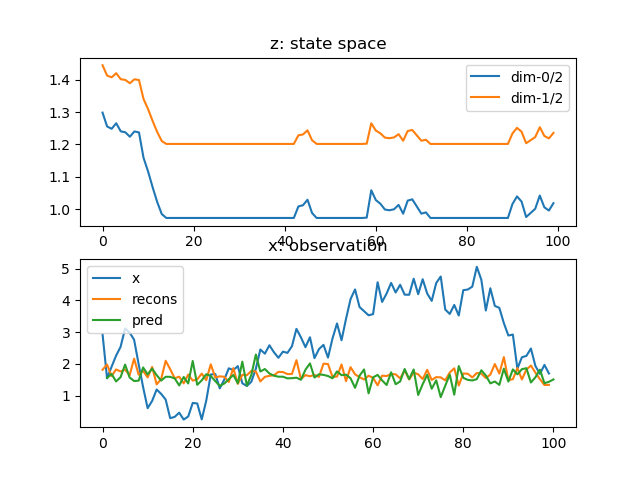 z: state space
1.4
1.3
1.2
1.1
1.0
dim-0/2
dim-1/2
0 20 40 60 80 100
x: observation
5
4
3
2
1
x
recons
pred
0 20 40 60 80 100